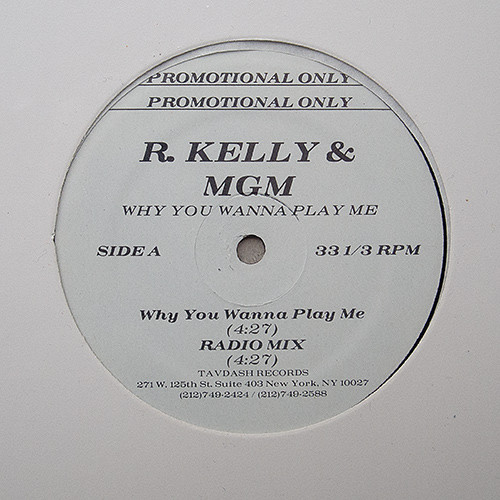 PROMOTIONAL ONLY
PROMOTIONAL ONLY
R. KELLY &
MGM
WHY YOU WANNA PLAY ME
SIDE A 33 1/3 RPM
Why You Wanna Play Me
(4:27)
RADIO MIX
(4:27)
TAVDASH RECORDS
271 W. 125th St. Suite 403 New York, NY 10027
(212)749-2424 / (212)749-2588